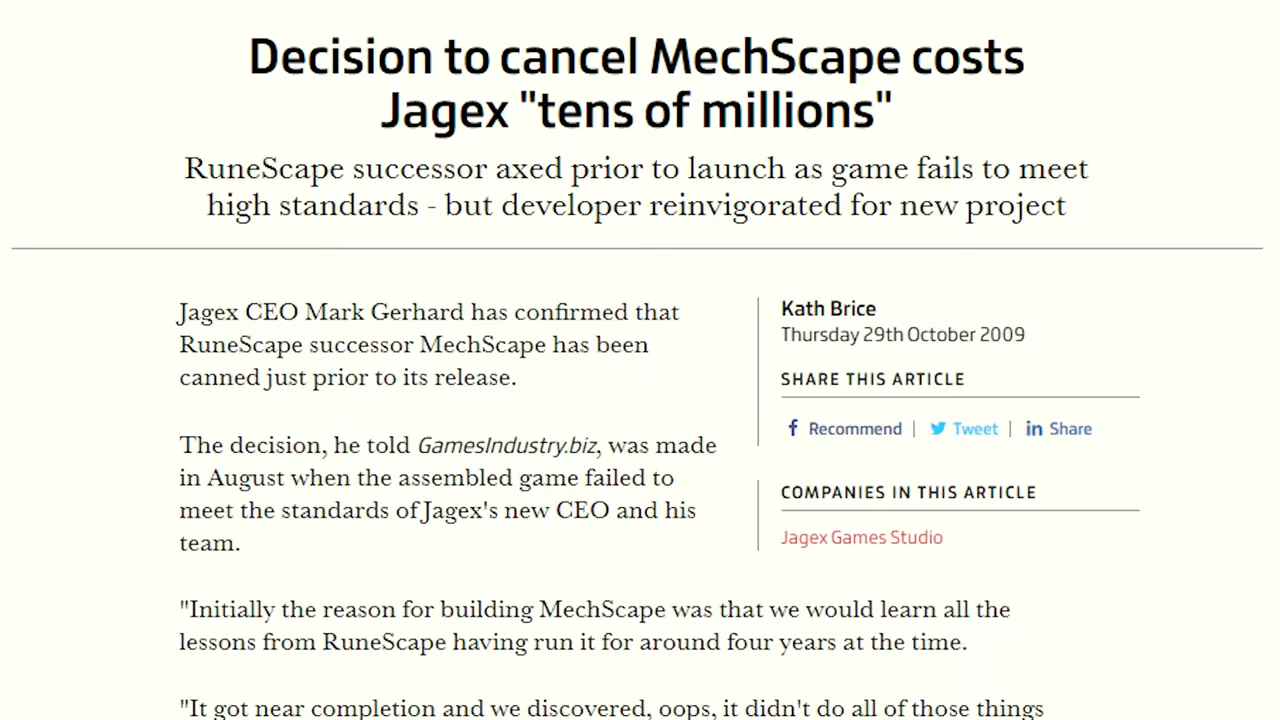 Decision to cancel MechScape costs
Jagex "tens of millions"
RuneScape successor axed prior to launch as game fails to meet
high standards - but developer reinvigorated for new project
Jagex CEO Mark Gerhard has confirmed that
RuneScape successor MechScape has been
canned just prior to its release.
The decision, he told GamesIndustry.biz, was made
in August when the assembled game failed to
meet the standards of Jagex's new CEO and his
team.
"Initially the reason for building MechScape was that we would learn all the
lessons from RuneScape having run it for around four years at the time.
"It got near completion and we discovered, oops, it didn't do all of those things
Kath Brice
Thursday 29th October 2009
SHARE THIS ARTICLE
Recommend | Tweet | Share
COMPANIES IN THIS ARTICLE
Jagex Games Studio